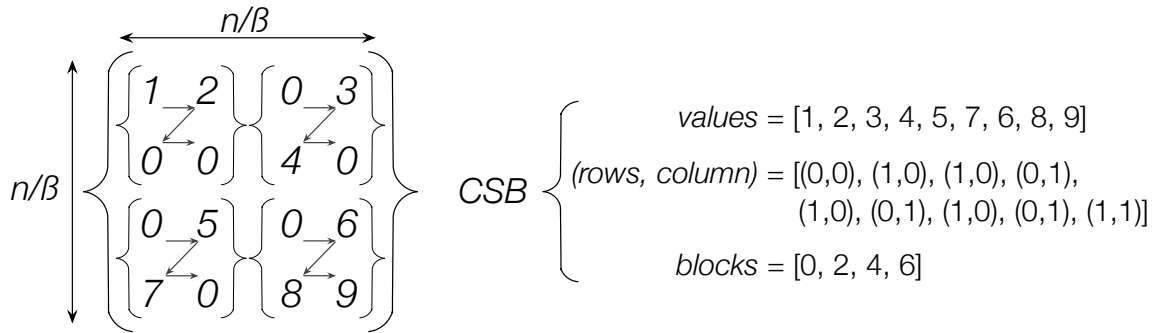 n/ß
n/ß
1 2 0 3
0 0 4 0
0 5 0 6
7 0 8 9
CSB
values = [1, 2, 3, 4, 5, 7, 6, 8, 9]
(rows, column) = [(0,0), (1,0), (1,0), (0,1),
(1,0), (0,1), (1,0), (0,1), (1,1)]
blocks = [0, 2, 4, 6]